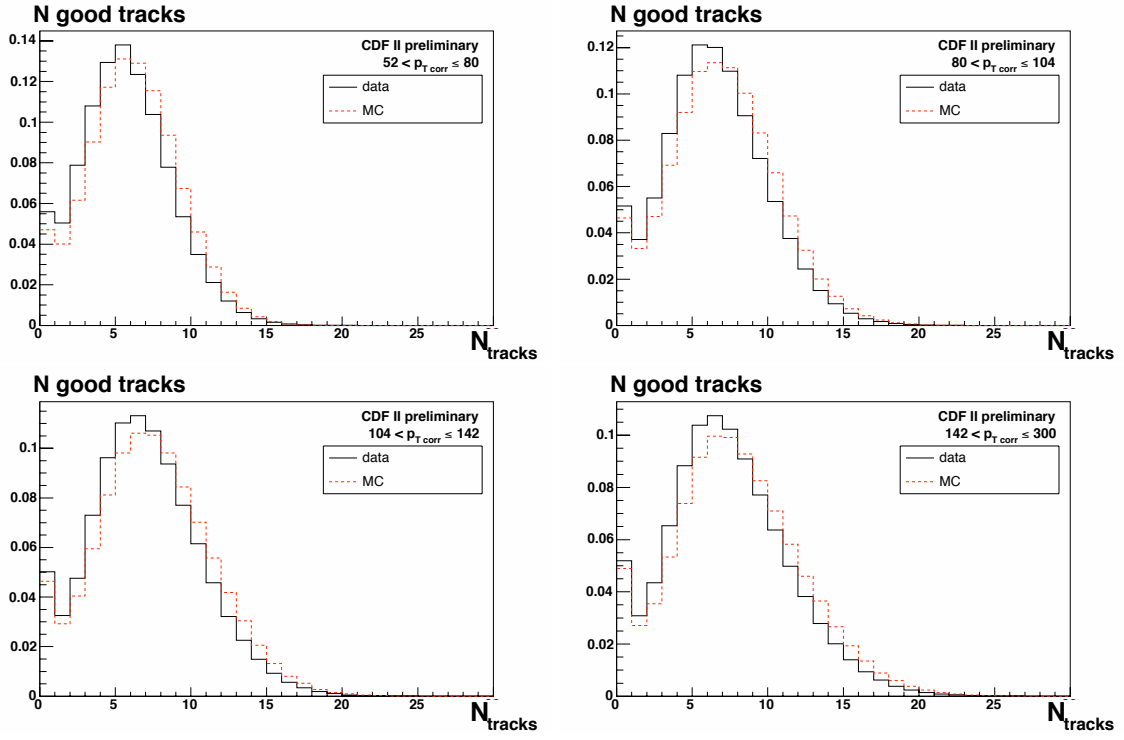 N good tracks
0.14
0.12
0.1
0.08
0.06
0.04
0.02
0
CDF II preliminary
52 < p_T corr ≤ 80
data
MC
0 5 10 15 20 25
N_tracks
N good tracks
0.12
0.1
0.08
0.06
0.04
0.02
0
CDF II preliminary
80 < p_T corr ≤ 104
data
MC
0 5 10 15 20 25
N_tracks
N good tracks
0.1
0.08
0.06
0.04
0.02
0
CDF II preliminary
104 < p_T corr ≤ 142
data
MC
0 5 10 15 20 25
N_tracks
N good tracks
0.1
0.08
0.06
0.04
0.02
0
CDF II preliminary
142 < p_T corr ≤ 300
data
MC
0 5 10 15 20 25
N_tracks